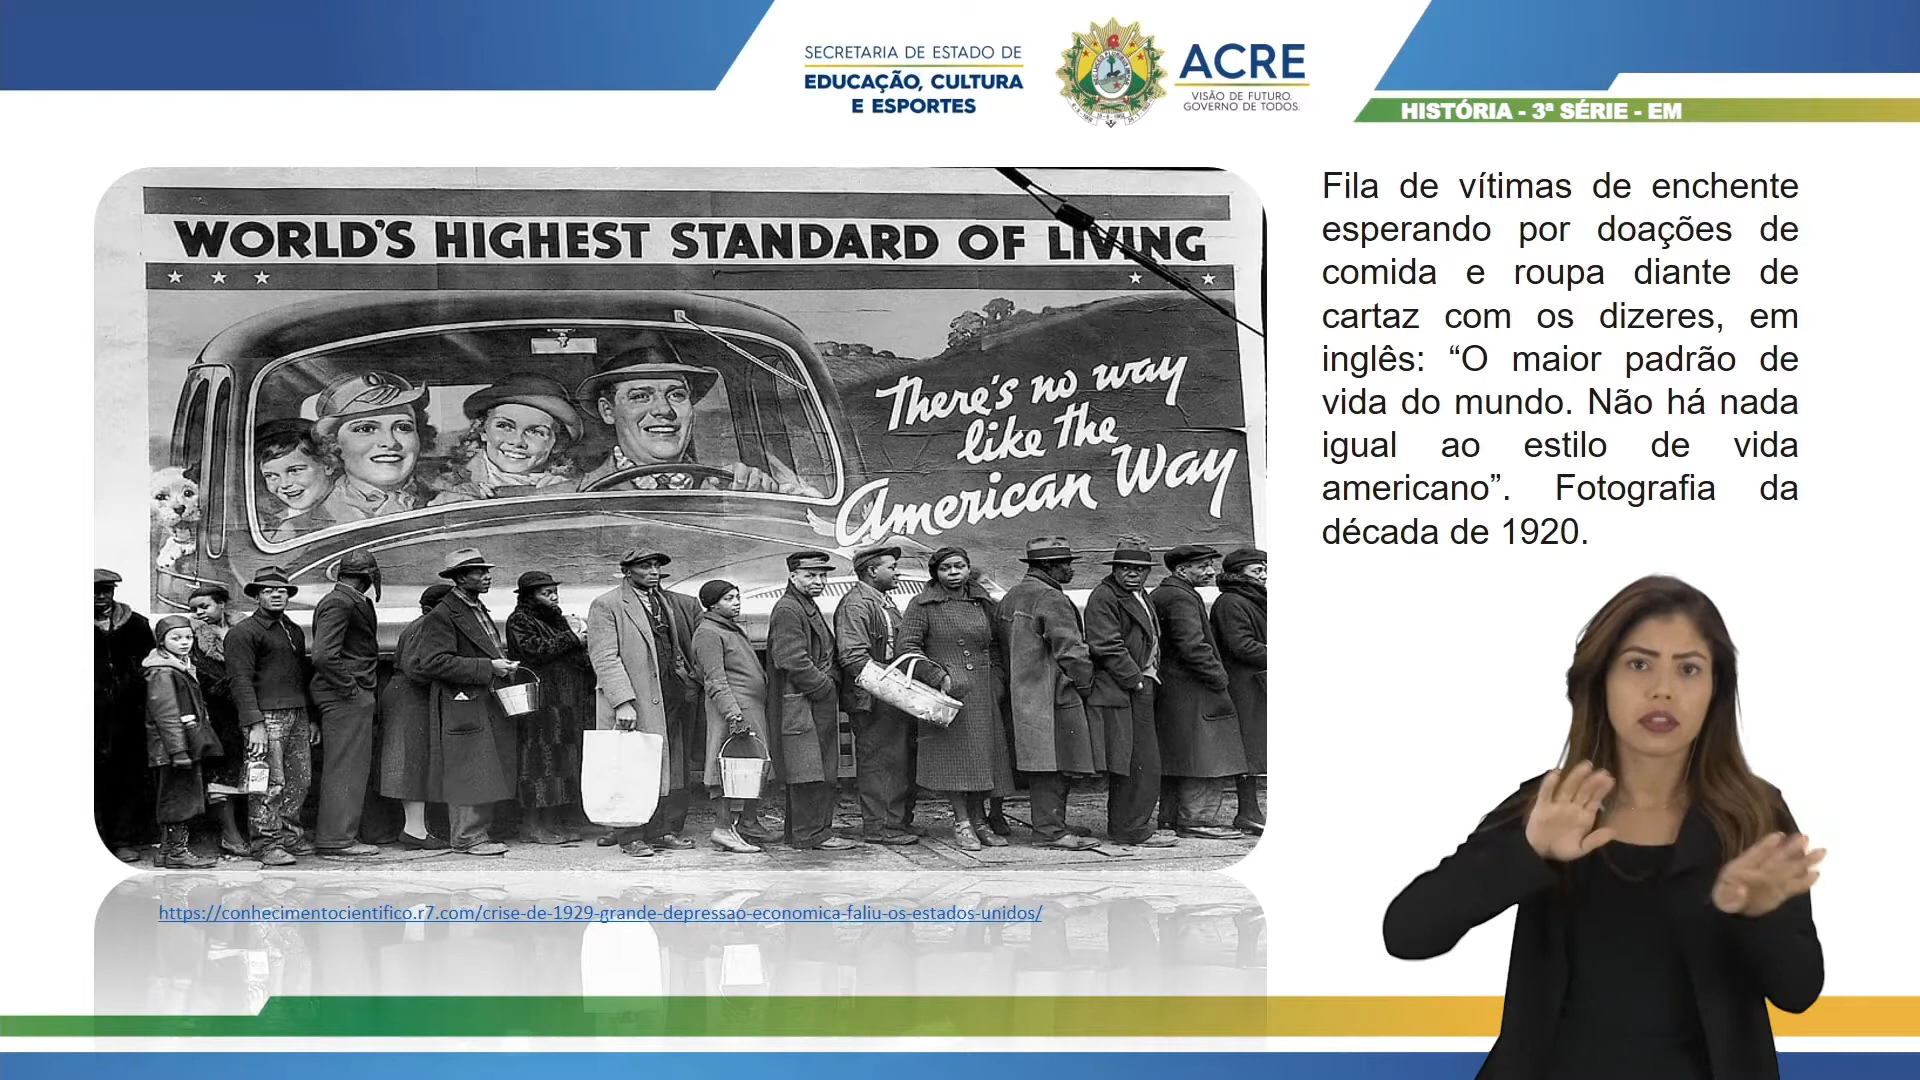 SECRETARIA DE ESTADO DE
EDUCAÇÃO, CULTURA
E ESPORTES
ACRE
VISÃO DE FUTURO.
GOVERNO DE TODOS.
HISTÓRIA - 3ª SÉRIE - EM
WORLD'S HIGHEST STANDARD OF LIVING
There's no way
like the
American Way
Fila de vítimas de enchente
esperando por doações de
comida e roupa diante de
cartaz com os dizeres, em
inglês: “O maior padrão de
vida do mundo. Não há nada
igual ao estilo de vida
americano”. Fotografia da
década de 1920.
https://conhecimentocientifico.r7.com/crise-de-1929-grande-depressao-economica-faliu-os-estados-unidos/